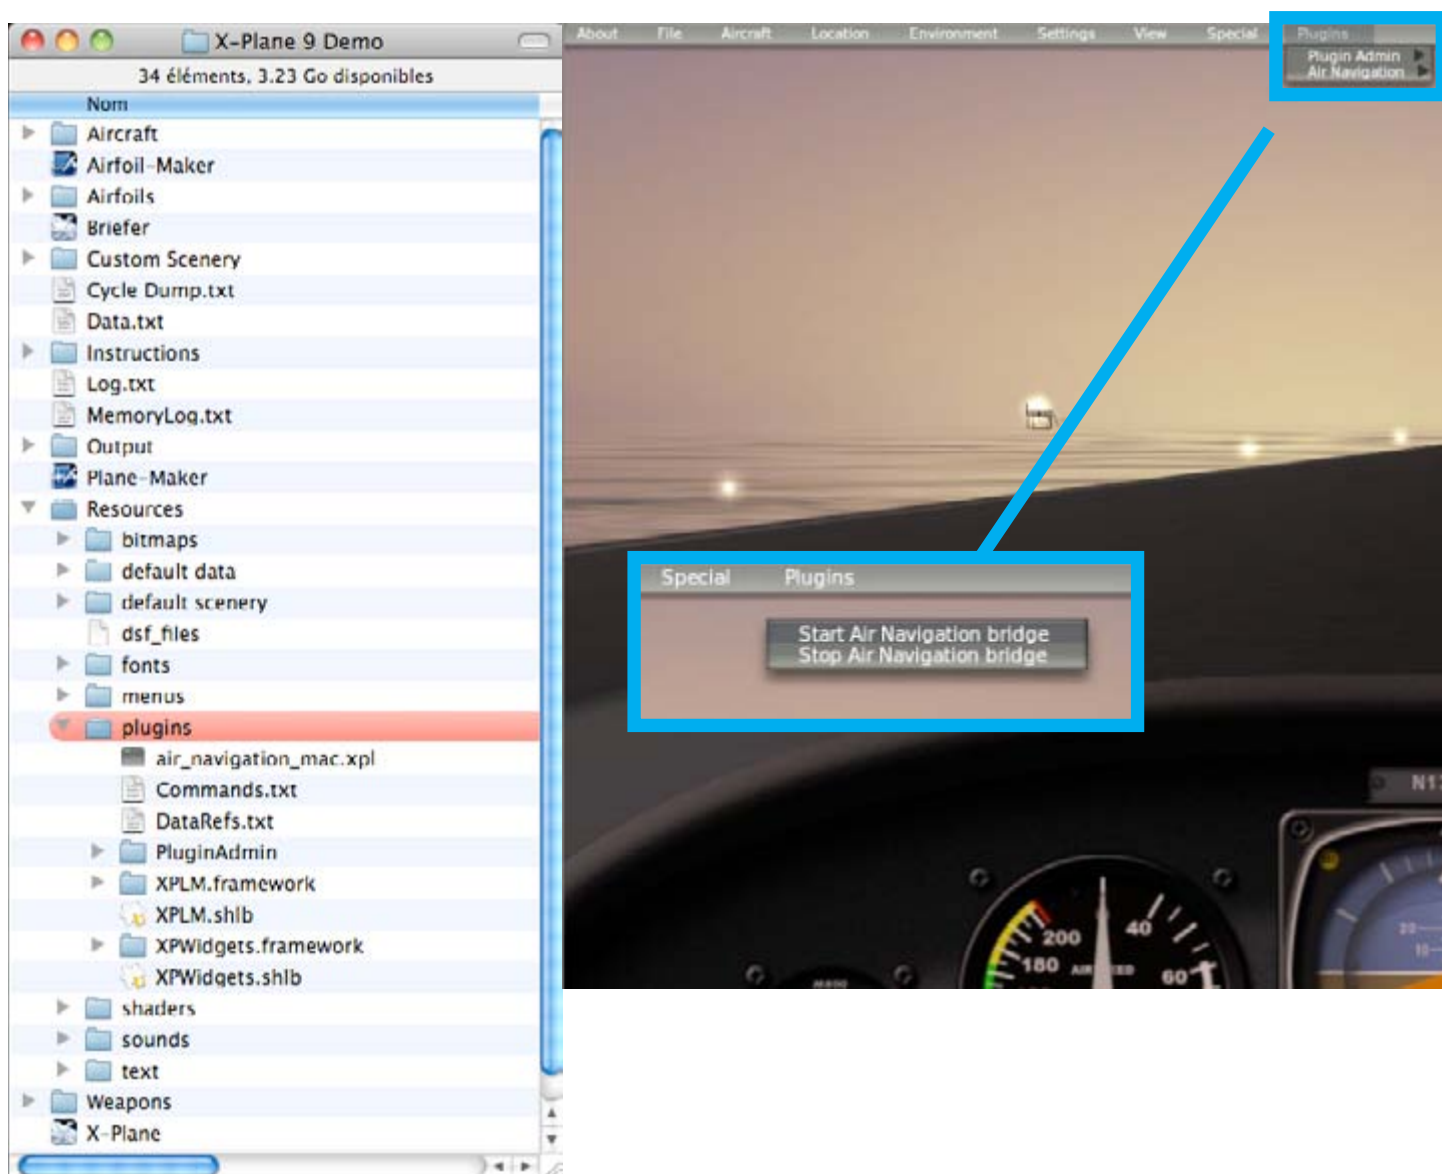 X-Plane 9 Demo
34 éléments, 3.23 Go disponibles
Nom
Aircraft
Airfoil-Maker
Airfoils
Briefer
Custom Scenery
Cycle Dump.txt
Data.txt
Instructions
Log.txt
MemoryLog.txt
Output
Plane-Maker
Resources
bitmaps
default data
default scenery
dsf_files
fonts
menus
plugins
air_navigation_mac.xpl
Commands.txt
DataRefs.txt
PluginAdmin
XPLM.framework
XPLM.shlb
XPWidgets.framework
XPWidgets.shlb
shaders
sounds
text
Weapons
X-Plane
About File Aircraft Location Environment Settings View Special Plugins
Plugin Admin
Air Navigation
Special Plugins
Start Air Navigation bridge
Stop Air Navigation bridge
200
40
180
60
20
10